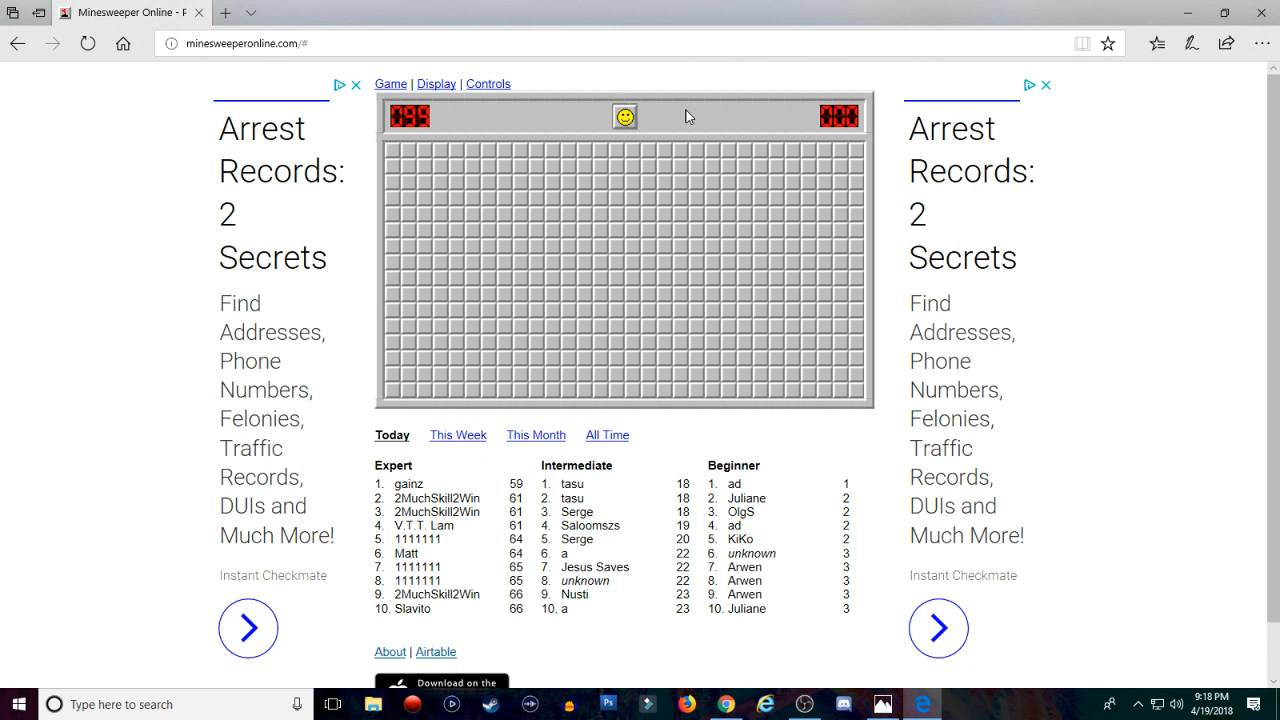 Minesweeper Online - P
minesweeperonline.com/#
Game | Display | Controls
099
000
Arrest
Records:
2
Secrets
Find
Addresses,
Phone
Numbers,
Felonies,
Traffic
Records,
DUIs and
Much More!
Instant Checkmate
Arrest
Records:
2
Secrets
Find
Addresses,
Phone
Numbers,
Felonies,
Traffic
Records,
DUIs and
Much More!
Instant Checkmate
Today This Week This Month All Time
Expert Intermediate Beginner
1. gainz 59 1. tasu 18 1. ad 1
2. 2MuchSkill2Win 61 2. tasu 18 2. Juliane 2
3. 2MuchSkill2Win 61 3. Serge 18 3. OlgS 2
4. V.T.T. Lam 61 4. Saloomszs 19 4. ad 2
5. 1111111 64 5. Serge 20 5. KiKo 2
6. Matt 64 6. a 22 6. unknown 3
7. 1111111 65 7. Jesus Saves 22 7. Arwen 3
8. 1111111 65 8. unknown 22 8. Arwen 3
9. 2MuchSkill2Win 66 9. Nusti 23 9. Arwen 3
10. Slavito 66 10. a 23 10. Juliane 3
About | Airtable
Download on the
Type here to search
Ps
9:18 PM
4/19/2018